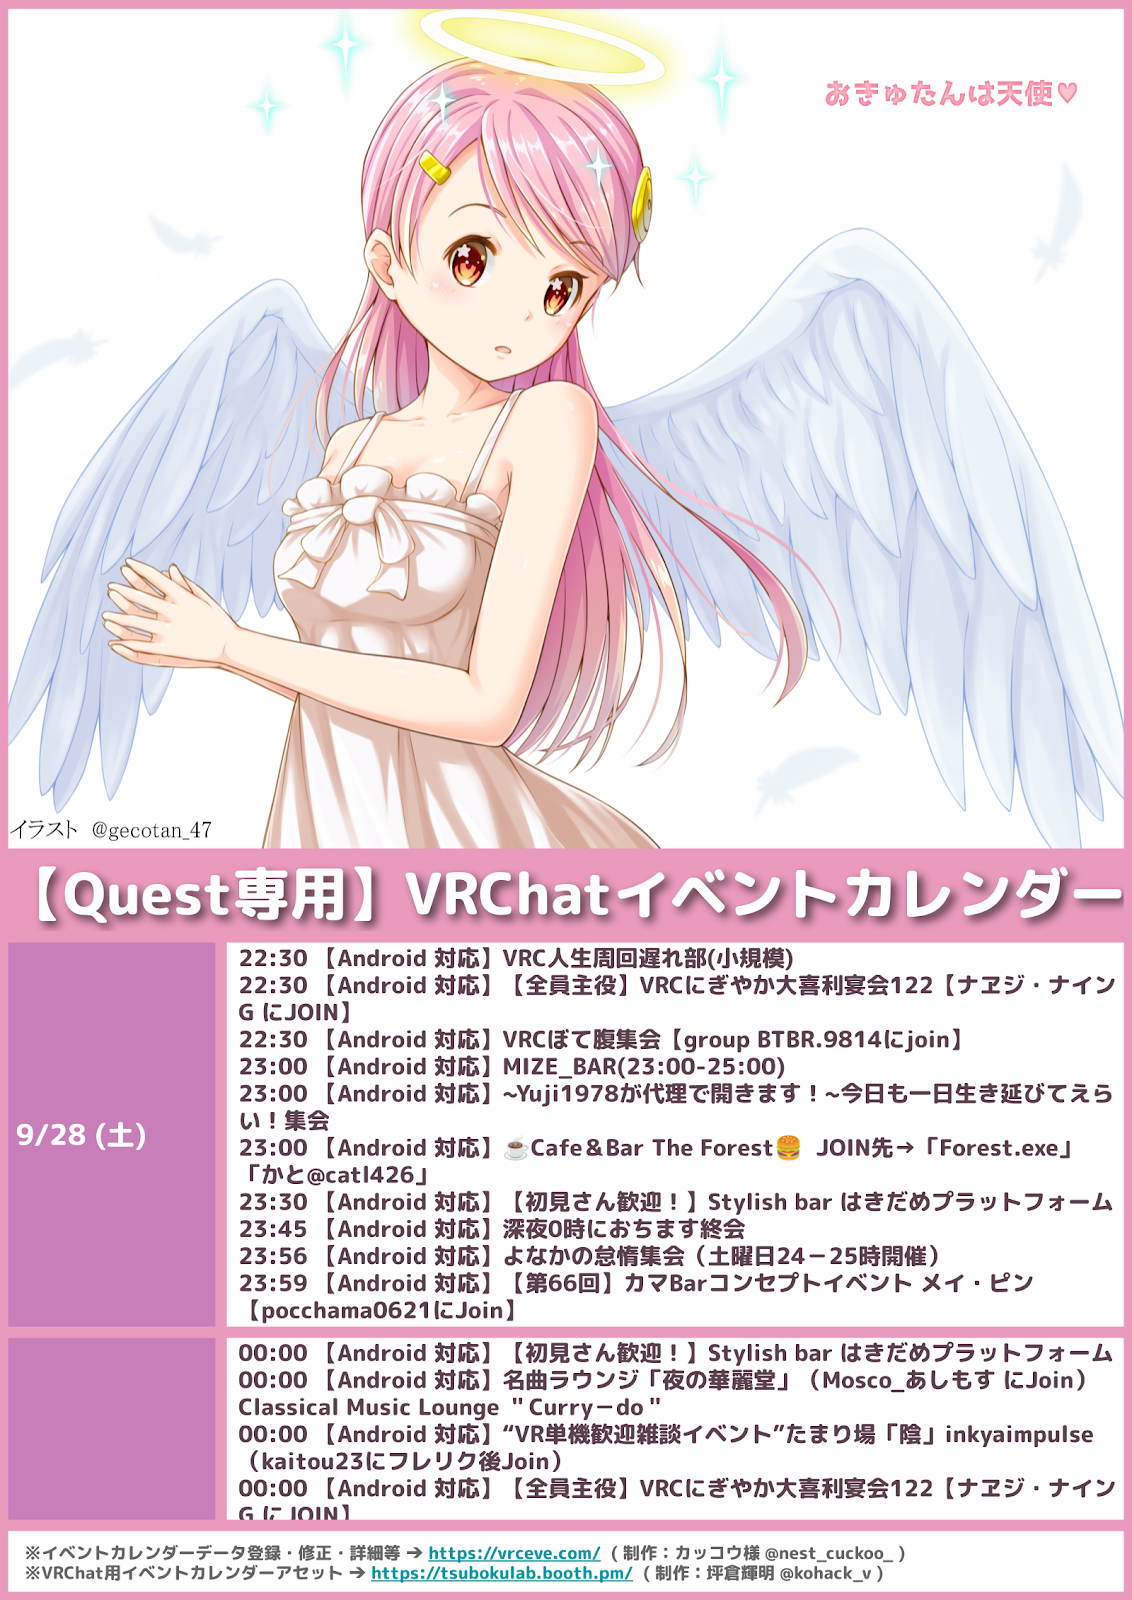 おきゅたんは天使♥
イラスト @gecotan_47
【Quest専用】VRChatイベントカレンダー
9/28 (土)
22:30 【Android 対応】VRC人生周回遅れ部(小規模)
22:30 【Android 対応】【全員主役】VRCにぎやか大喜利宴会122【ナヱジ・ナイン
G にJOIN】
22:30 【Android 対応】VRCぽて腹集会【group BTBR.9814にjoin】
23:00 【Android 対応】MIZE_BAR(23:00-25:00)
23:00 【Android 対応】~Yuji1978が代理で開きます！~今日も一日生き延びてえら
い！集会
23:00 【Android 対応】☕Cafe＆Bar The Forest🍔 JOIN先→「Forest.exe」
「かと@catl426」
23:30 【Android 対応】【初見さん歓迎！】Stylish bar はきだめプラットフォーム
23:45 【Android 対応】深夜0時におちます終会
23:56 【Android 対応】よなかの怠惰集会（土曜日24－25時開催）
23:59 【Android 対応】【第66回】カマBarコンセプトイベント メイ・ピン
【pocchama0621にJoin】
00:00 【Android 対応】【初見さん歓迎！】Stylish bar はきだめプラットフォーム
00:00 【Android 対応】名曲ラウンジ「夜の華麗堂」（Mosco_あしもす にJoin）
Classical Music Lounge ＂Curry－do＂
00:00 【Android 対応】“VR単機歓迎雑談イベント”たまり場「陰」inkyaimpulse
（kaitou23にフレリク後Join）
00:00 【Android 対応】【全員主役】VRCにぎやか大喜利宴会122【ナヱジ・ナイン
G にJOIN】
※イベントカレンダーデータ登録・修正・詳細等 ➔ https://vrceve.com/ ( 制作：カッコウ様 @nest_cuckoo_ )
※VRChat用イベントカレンダーアセット ➔ https://tsubokulab.booth.pm/ ( 制作：坪倉輝明 @kohack_v )